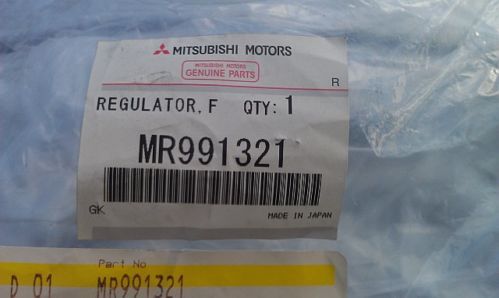 MITSUBISHI MOTORS
MITSUBISHI MOTORS
GENUINE PARTS
R
REGULATOR, F QTY: 1
MR991321
GK
MADE IN JAPAN
Part No
D 01 MR991321